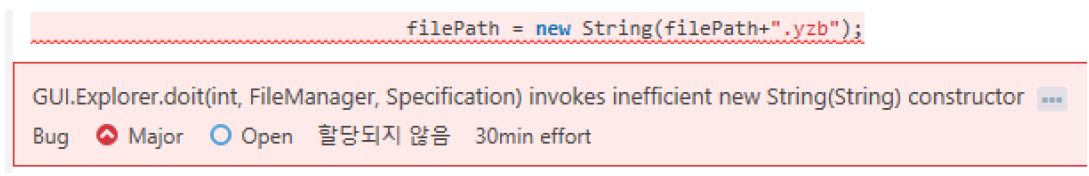 filePath = new String(filePath+".yzb");
GUI.Explorer.doit(int, FileManager, Specification) invokes inefficient new String(String) constructor
Bug Major Open 할당되지 않음 30min effort